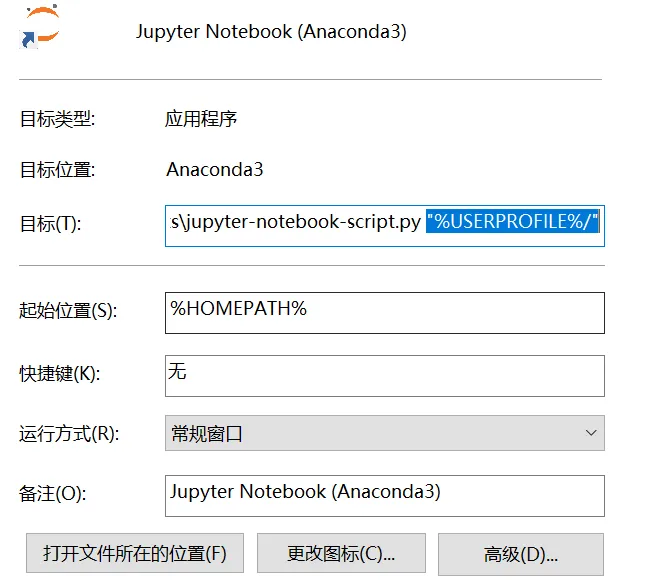 Jupyter Notebook (Anaconda3)
目标类型: 应用程序
目标位置: Anaconda3
目标(T): s\jupyter-notebook-script.py "%USERPROFILE%/"
起始位置(S): %HOMEPATH%
快捷键(K): 无
运行方式(R): 常规窗口
备注(O): Jupyter Notebook (Anaconda3)
打开文件所在的位置(F) 更改图标(C)... 高级(D)...